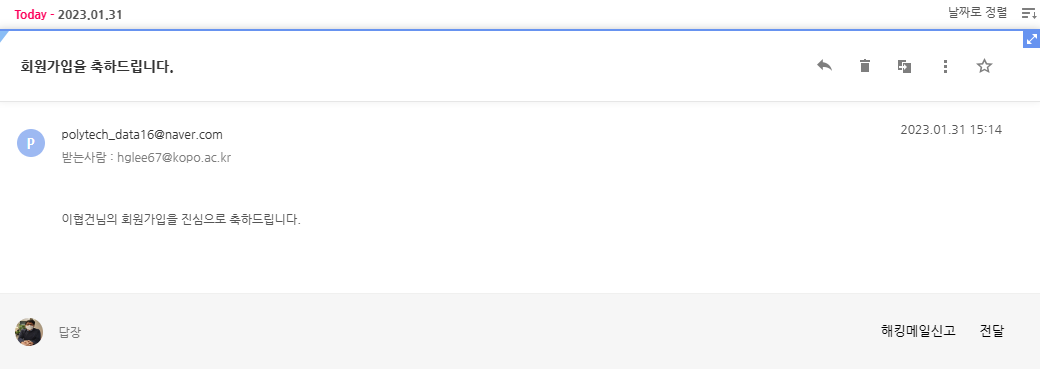 Today - 2023.01.31
날짜로 정렬
회원가입을 축하드립니다.
P
polytech_data16@naver.com
2023.01.31 15:14
받는사람 : hglee67@kopo.ac.kr
이협건님의 회원가입을 진심으로 축하드립니다.
답장
해킹메일신고
전달